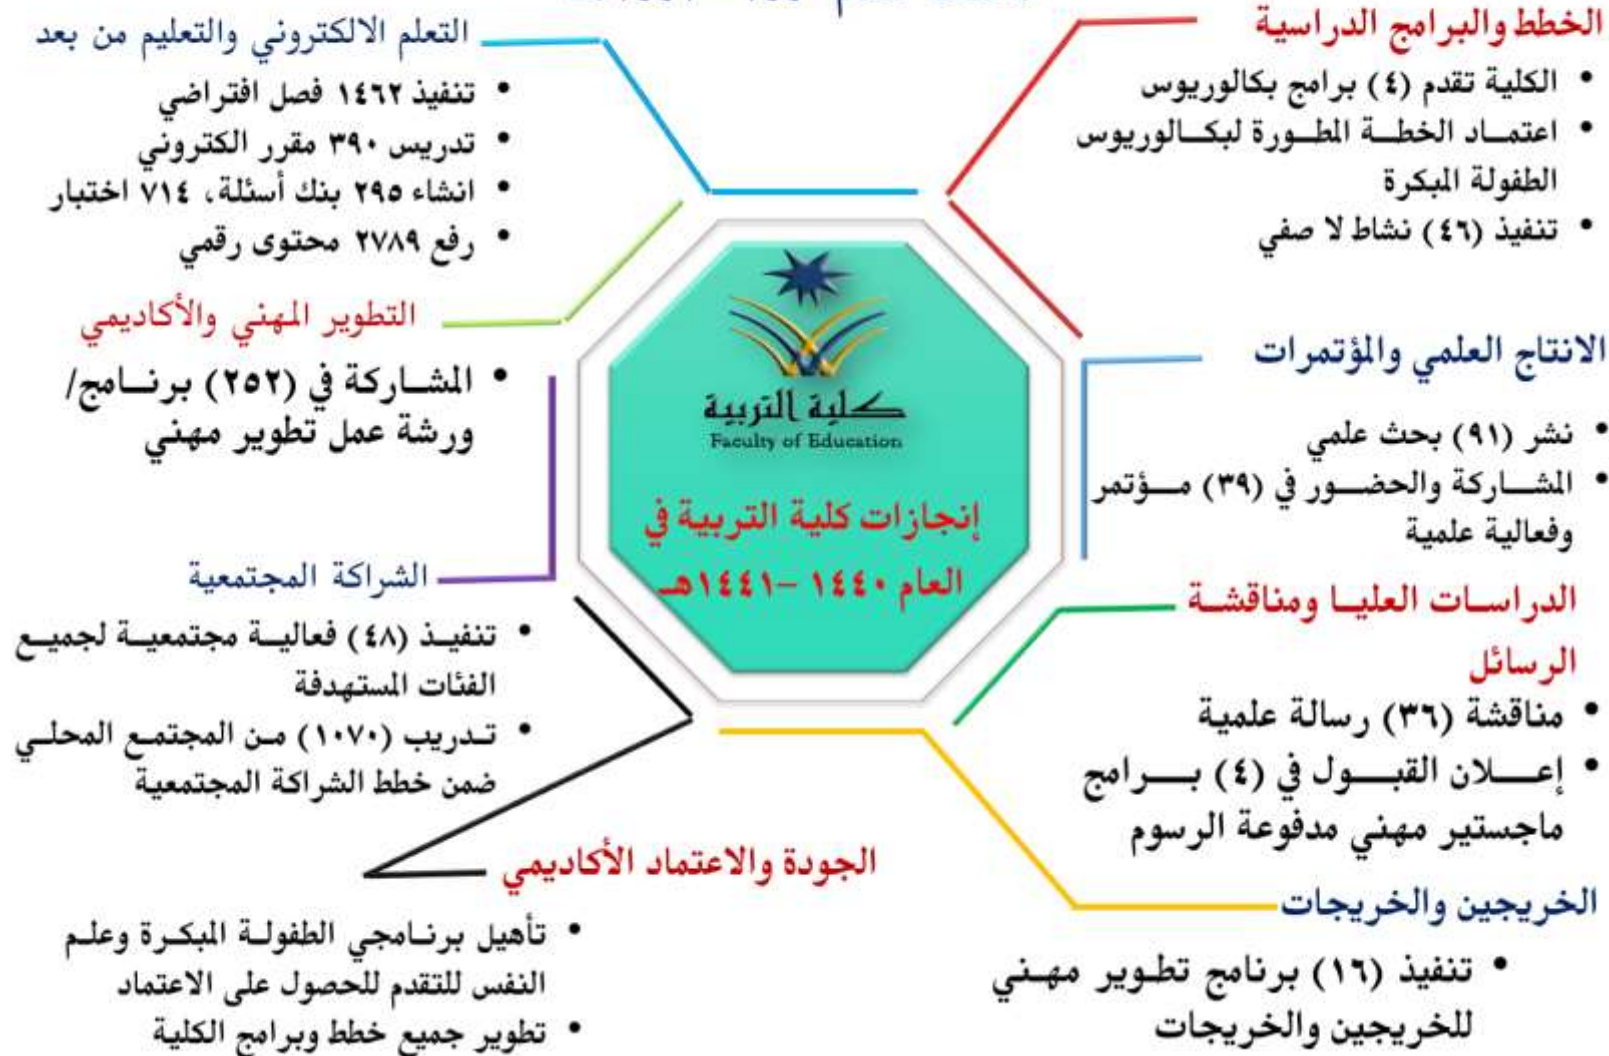 الخطط والبرامج الدراسية
• الكلية تقدم (٤) برامج بكالوريوس
• اعتماد الخطة المطورة لبكالوريوس
الطفولة المبكرة
• تنفيذ (٤٦) نشاط لا صفي
الانتاج العلمي والمؤتمرات
• نشر (٩١) بحث علمي
• المشاركة والحضور في (٣٩) مؤتمر
وفعالية علمية
الدراسات العليا ومناقشة
الرسائل
• مناقشة (٣٦) رسالة علمية
• إعلان القبول في (٤) برامج
ماجستير مهني مدفوعة الرسوم
الخريجين والخريجات
• تنفيذ (١٦) برنامج تطوير مهني
للخريجين والخريجات
كلية التربية
Faculty of Education
إنجازات كلية التربية في
العام ١٤٤٠ –١٤٤١هـ
التعلم الالكتروني والتعليم من بعد
• تنفيذ ١٤٦٢ فصل افتراضي
• تدريس ٣٩٠ مقرر الكتروني
• انشاء ٢٩٥ بنك أسئلة، ٧١٤ اختبار
• رفع ٢٧٨٩ محتوى رقمي
التطوير المهني والأكاديمي
• المشاركة في (٢٥٢) برنامج/
ورشة عمل تطوير مهني
الشراكة المجتمعية
• تنفيذ (٤٨) فعالية مجتمعية لجميع
الفئات المستهدفة
• تدريب (١٠٧٠) من المجتمع المحلي
ضمن خطط الشراكة المجتمعية
الجودة والاعتماد الأكاديمي
• تأهيل برنامجي الطفولة المبكرة وعلم
النفس للتقدم للحصول على الاعتماد
• تطوير جميع خطط وبرامج الكلية